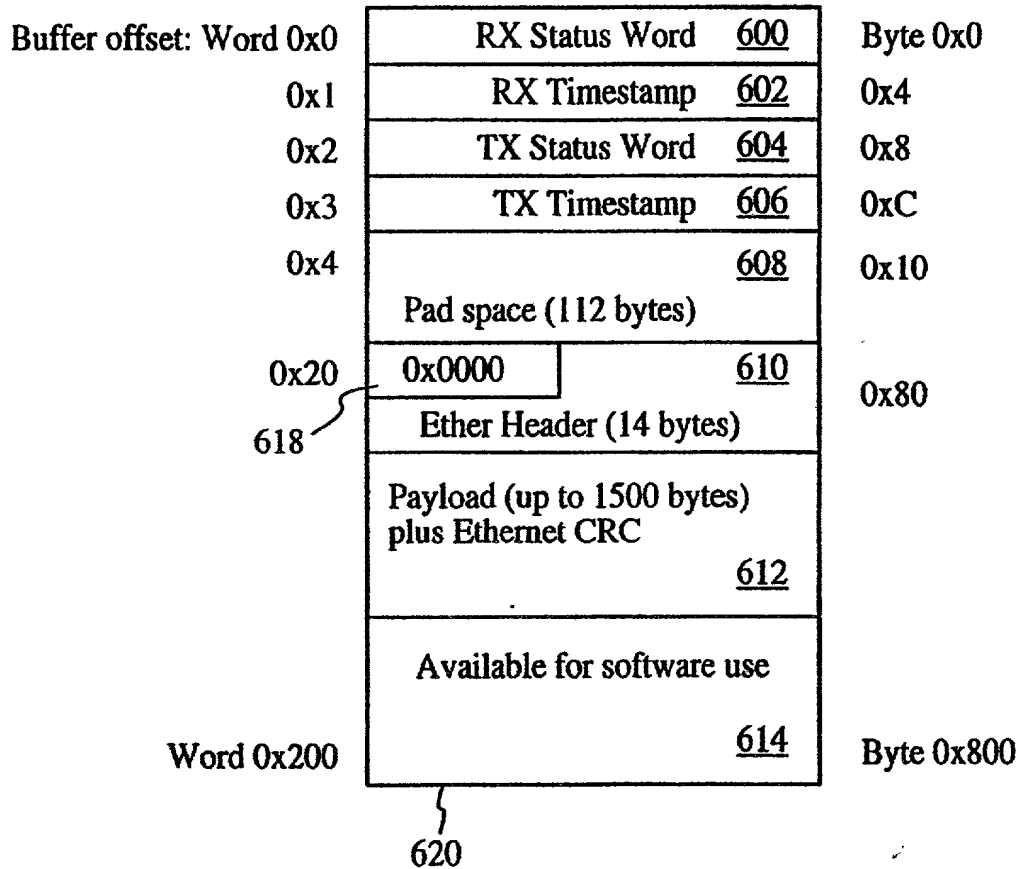 Buffer offset: Word 0x0 RX Status Word 600 Byte 0x0
0x1 RX Timestamp 602 0x4
0x2 TX Status Word 604 0x8
0x3 TX Timestamp 606 0xC
0x4 608 0x10
Pad space (112 bytes)
0x20 0x0000 610 0x80
618 Ether Header (14 bytes)
Payload (up to 1500 bytes)
plus Ethernet CRC
612
Available for software use
Word 0x200 614 Byte 0x800
620